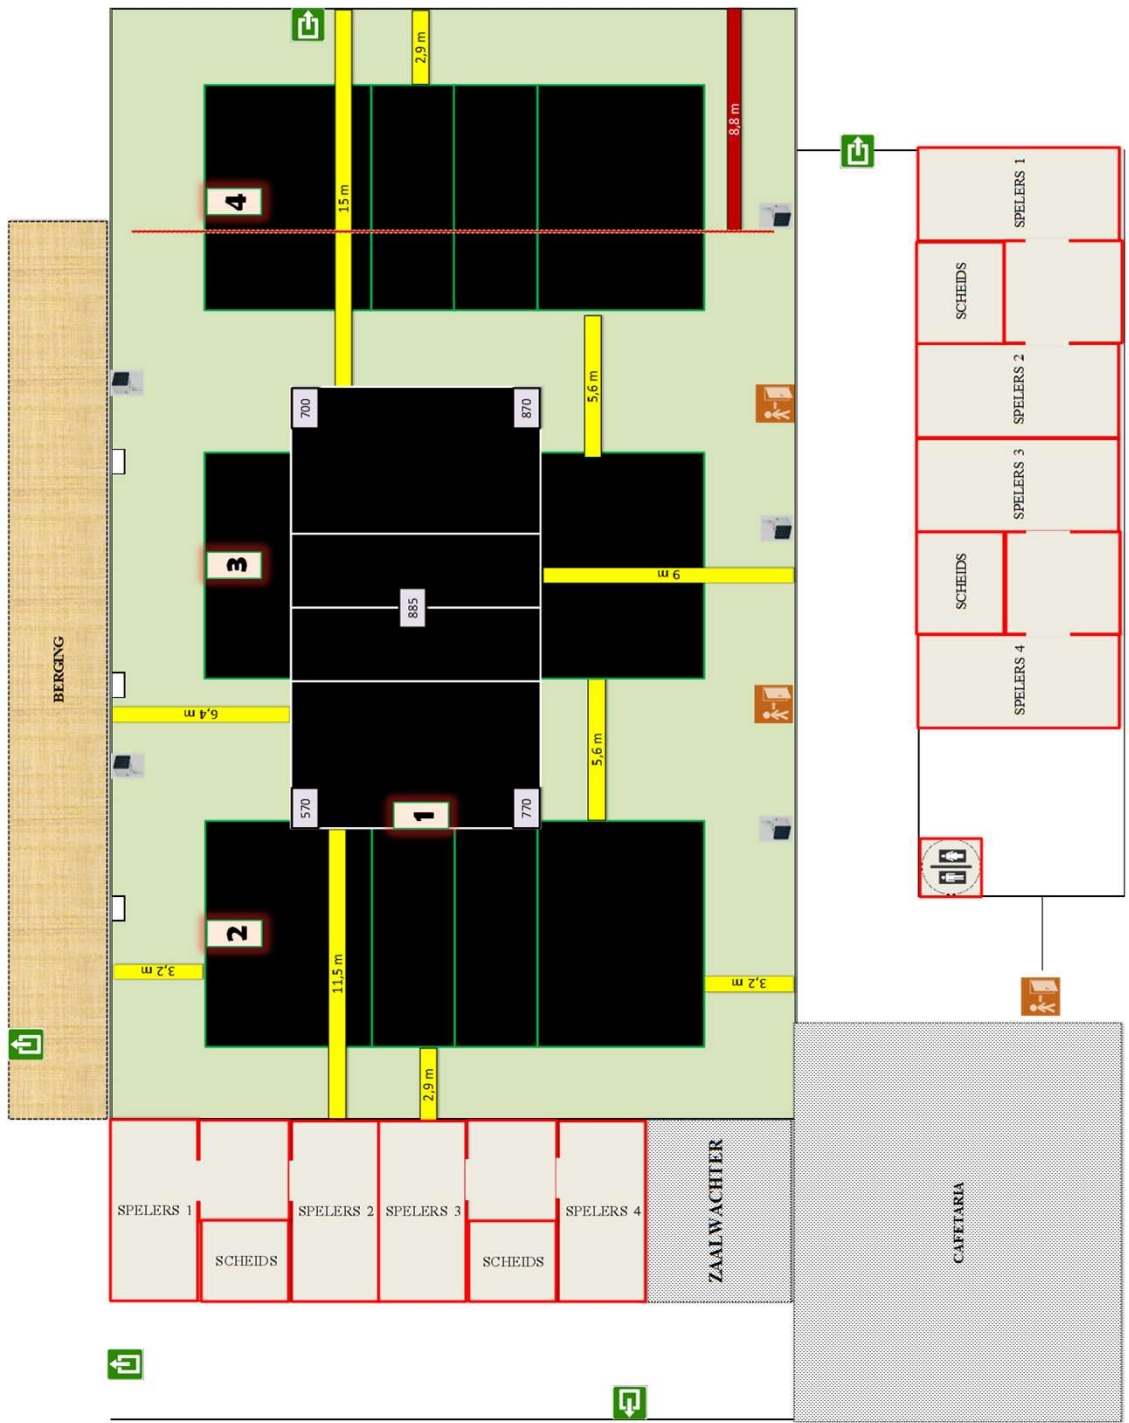 2,9 m
8,8 m
15 m
4
SPELERS 1
SCHEIDS
5,6 m
SPELERS 2
700
870
SPELERS 3
3
9 m
SCHEIDS
885
BERGING
SPELERS 4
6,4 m
5,6 m
570
1
770
2
3,2 m
11,5 m
3,2 m
2,9 m
SPELERS 1
SPELERS 2
SPELERS 3
SPELERS 4
ZAALWACHTER
CAFETARIA
SCHEIDS
SCHEIDS